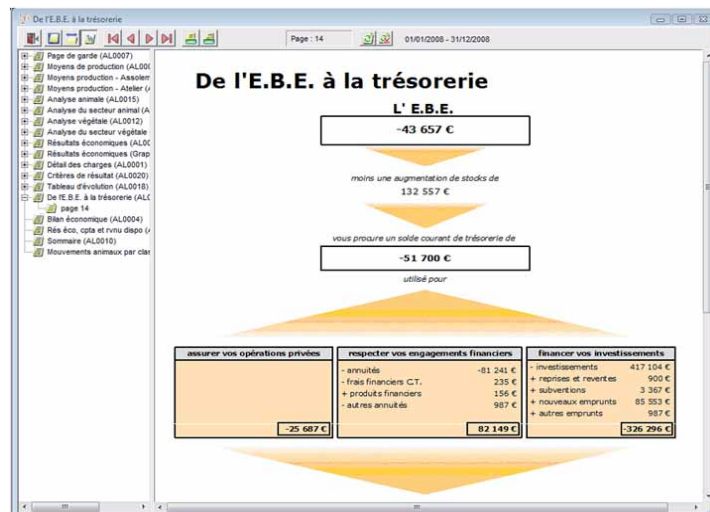 De l'E.B.E. à la trésorerie
Page : 14
01/01/2008 - 31/12/2008
Page de garde (AL0007)
Moyens de production (AL00(
Moyens production - Assolem
Moyens production - Atelier (A
Analyse animale (AL0015)
Analyse du secteur animal (A
Analyse végétale (AL0012)
Analyse du secteur végétale
Résultats économiques (AL0C
Résultats économiques (Grap
Détail des charges (AL0001)
Critères de résultat (AL0020)
Tableau d'évolution (AL0018)
De l'E.B.E. à la trésorerie (AL(
page 14
Bilan économique (AL0004)
Rés éco, cpta et rvnu dispo (A
Sommaire (AL0010)
Mouvements animaux par clas
De l'E.B.E. à la trésorerie
L' E.B.E.
-43 657 €
moins une augmentation de stocks de
132 557 €
vous procure un solde courant de trésorerie de
-51 700 €
utilisé pour
assurer vos opérations privées
-25 687 €
respecter vos engagements financiers
- annuités -81 241 €
- frais financiers C.T. 235 €
+ produits financiers 156 €
- autres annuités 987 €
82 149 €
financer vos investissements
- investissements 417 104 €
+ reprises et reventes 900 €
+ subventions 3 367 €
+ nouveaux emprunts 85 553 €
+ autres emprunts 987 €
-326 296 €